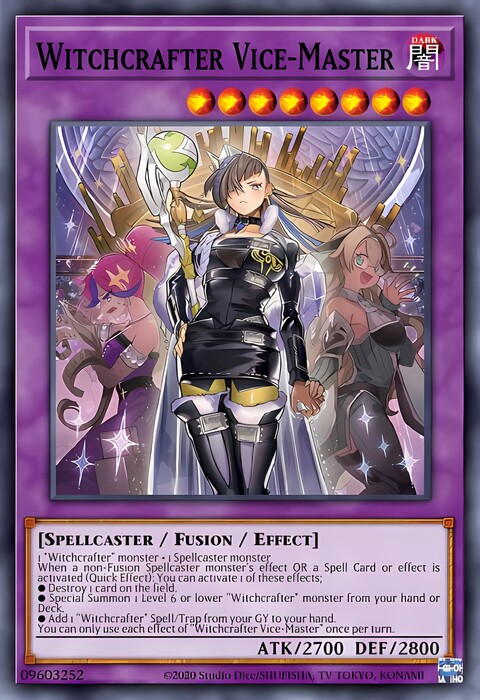 WITCHCRAFTER VICE-MASTER
DARK
闇
[SPELLCASTER / FUSION / EFFECT]
1 "Witchcrafter" monster + 1 Spellcaster monster
When a non-Fusion Spellcaster monster's effect OR a Spell Card or effect is
activated (Quick Effect): You can activate 1 of these effects;
● Destroy 1 card on the field.
● Special Summon 1 Level 6 or lower "Witchcrafter" monster from your hand or
Deck.
● Add 1 "Witchcrafter" Spell/Trap from your GY to your hand.
You can only use each effect of "Witchcrafter Vice-Master" once per turn.
ATK/2700 DEF/2800
09603252
©2020 Studio Dice/SHUEISHA, TV TOKYO, KONAMI